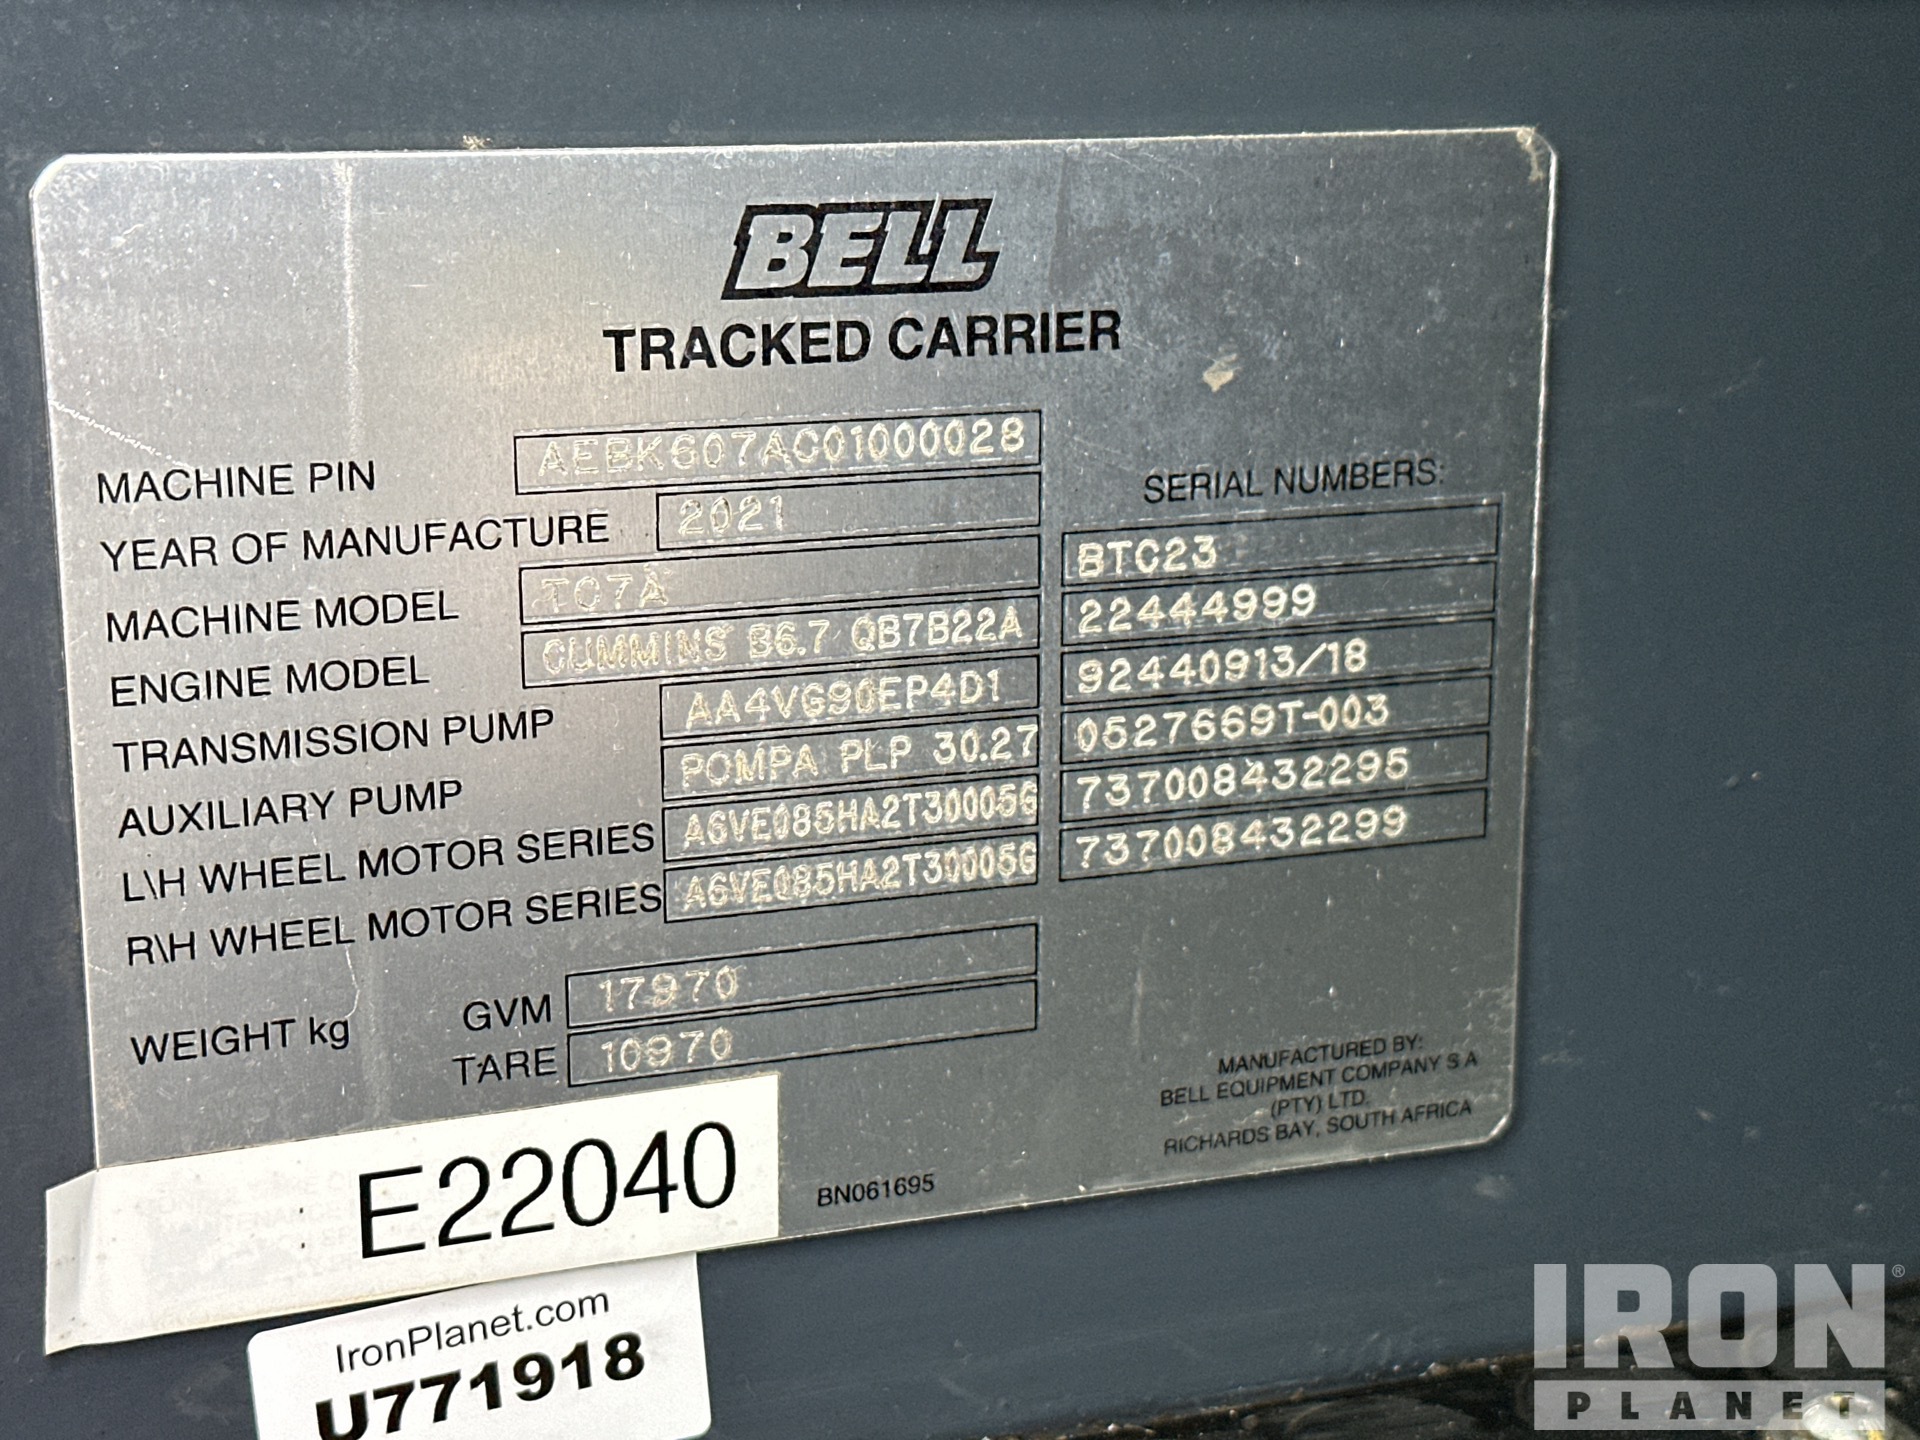 BELL
TRACKED CARRIER
MACHINE PIN AEBK607AC01000028
YEAR OF MANUFACTURE 2021
SERIAL NUMBERS:
MACHINE MODEL TC7A BTC23
ENGINE MODEL CUMMINS B6.7 QB7B22A 22444999
TRANSMISSION PUMP AA4VG90EP4D1 92440913/18
AUXILIARY PUMP POMPA PLP 30.27 0527669T-003
L\H WHEEL MOTOR SERIES A6VE085HA2T30005G 737008432295
R\H WHEEL MOTOR SERIES A6VE085HA2T30005G 737008432299
WEIGHT kg
GVM 17970
TARE 10970
MANUFACTURED BY:
BELL EQUIPMENT COMPANY S A
(PTY) LTD.
RICHARDS BAY, SOUTH AFRICA
BN061695
E22040
IronPlanet.com
U771918
IRON®
PLANET